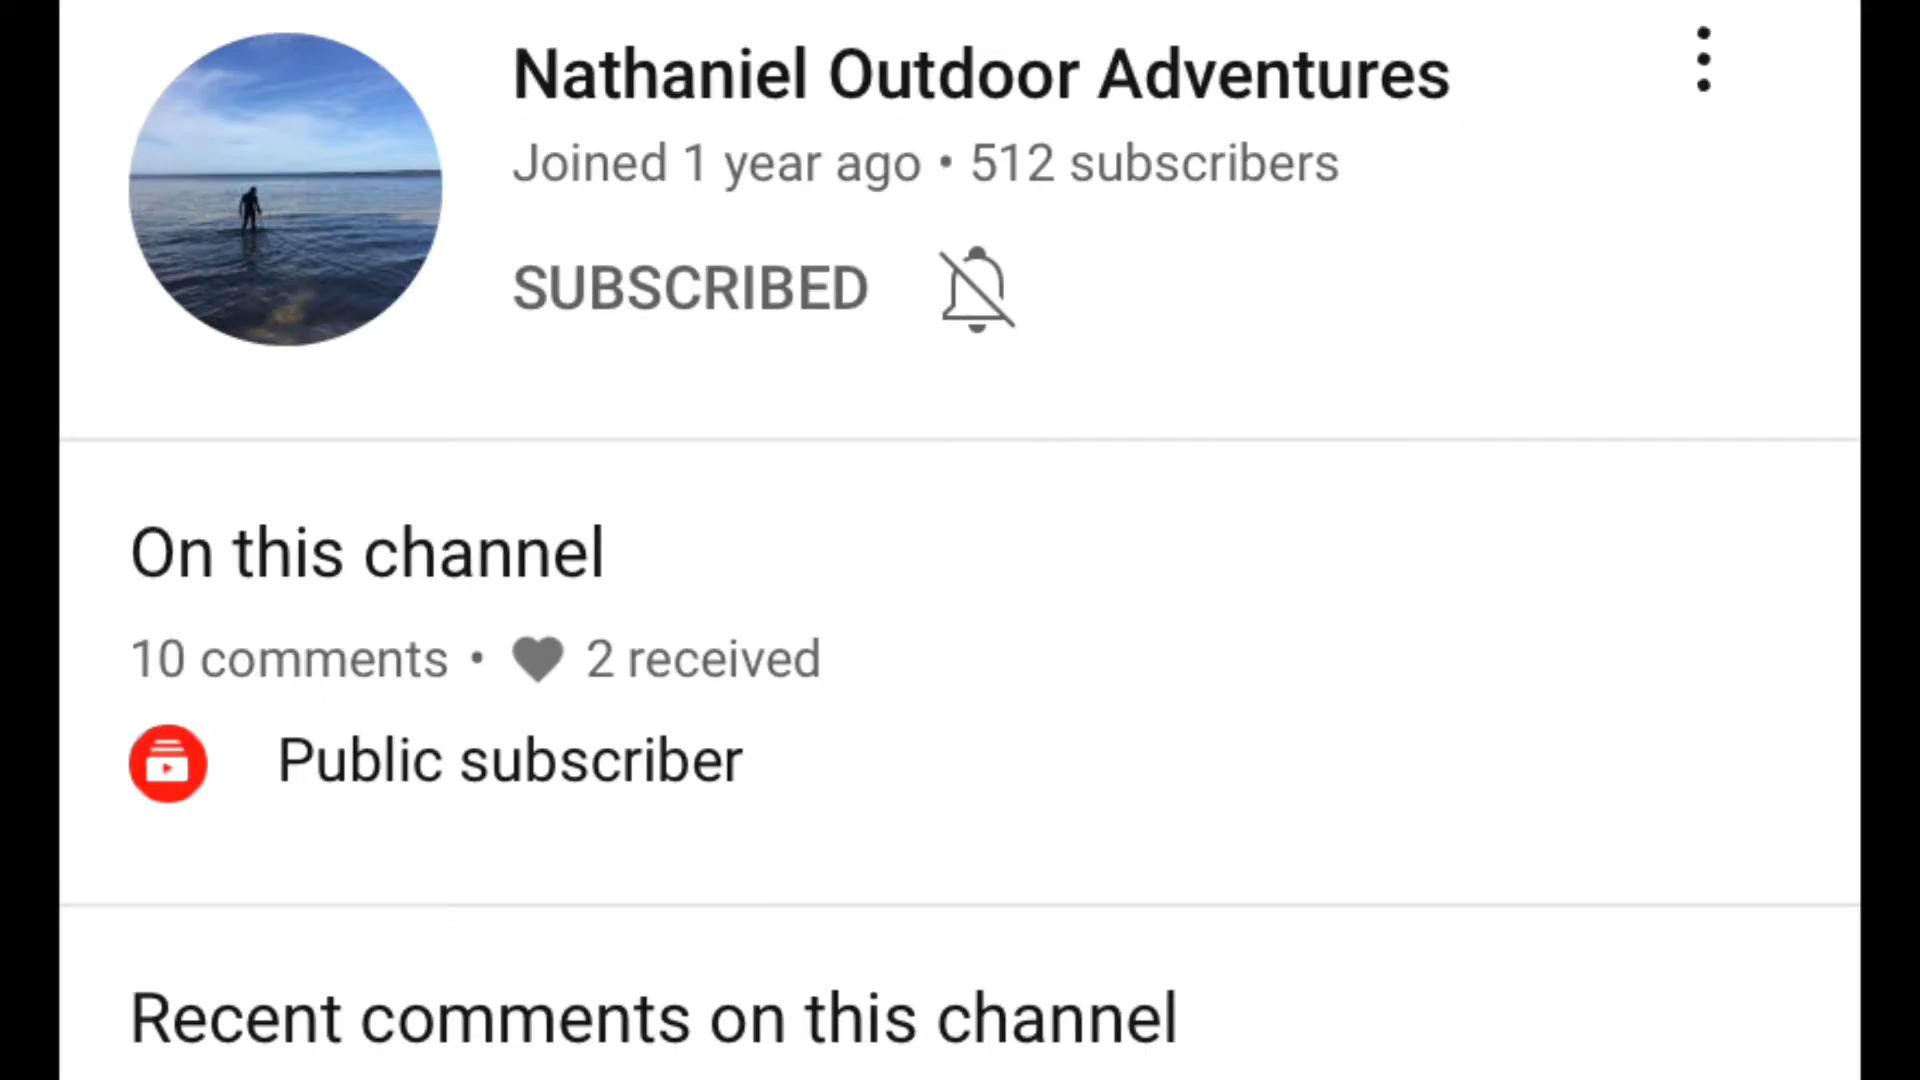 Nathaniel Outdoor Adventures
Joined 1 year ago • 512 subscribers
SUBSCRIBED
On this channel
10 comments • 2 received
Public subscriber
Recent comments on this channel